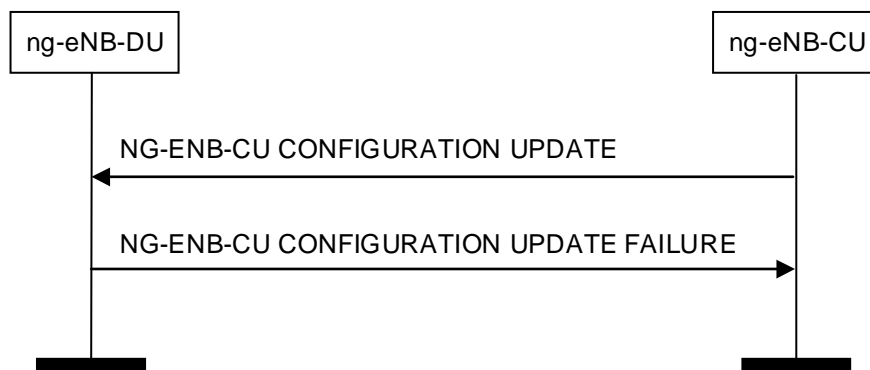 ng-eNB-DU
ng-eNB-CU
NG-ENB-CU CONFIGURATION UPDATE
NG-ENB-CU CONFIGURATION UPDATE FAILURE